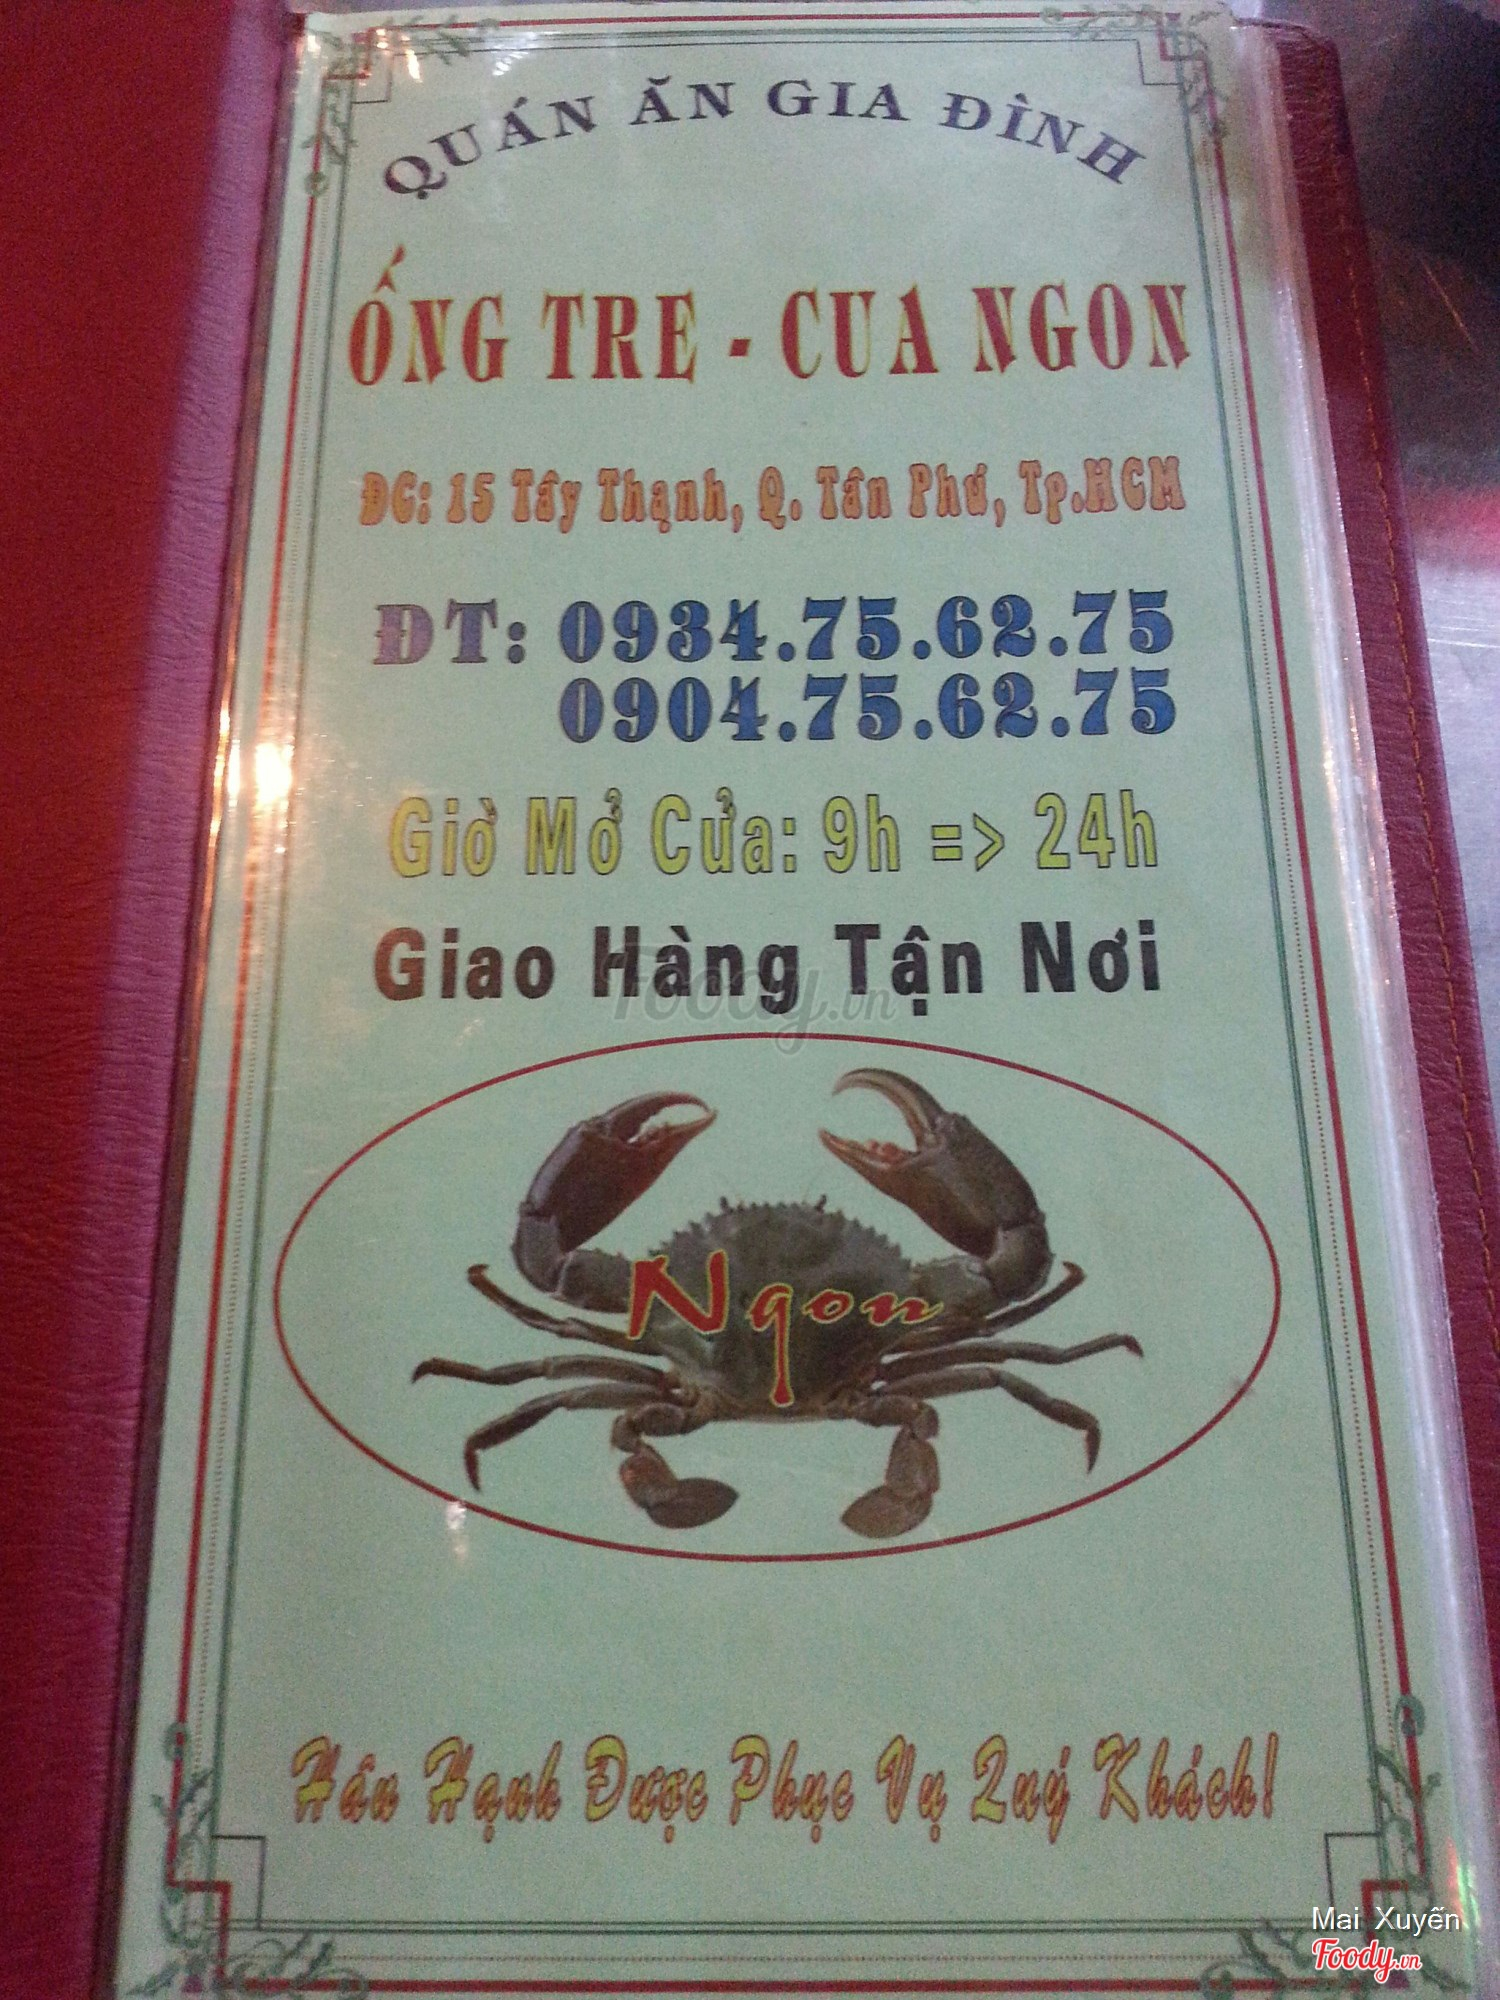 QUÁN ĂN GIA ĐÌNH
ỐNG TRE - CUA NGON
ĐC: 15 Tây Thạnh, Q. Tân Phú, Tp.HCM
ĐT: 0934.75.62.75
0904.75.62.75
Giờ Mở Cửa: 9h => 24h
Giao Hàng Tận Nơi
Foody.vn
Ngon
Hân Hạnh Được Phục Vụ Quý Khách!
Mai Xuyến
Foody.vn